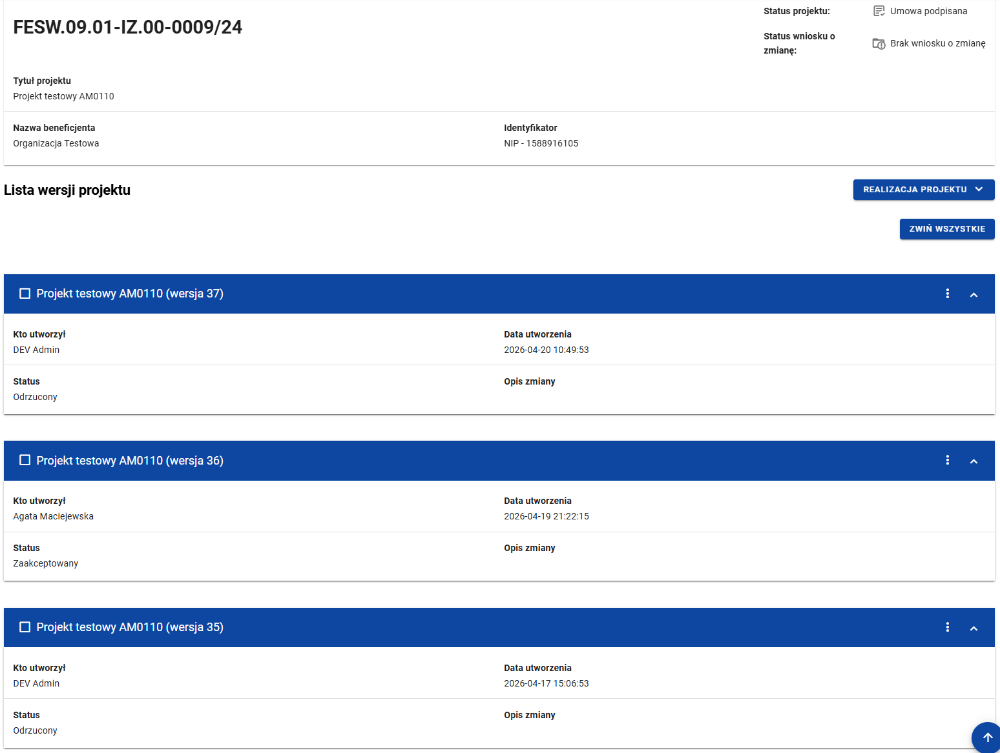 FESW.09.01-IZ.00-0009/24
Status projektu:
Umowa podpisana
Status wniosku o
zmianę:
Brak wniosku o zmianę
Tytuł projektu
Projekt testowy AM0110
Nazwa beneficjenta
Organizacja Testowa
Identyfikator
NIP - 1588916105
Lista wersji projektu
REALIZACJA PROJEKTU
ZWIŃ WSZYSTKIE
Projekt testowy AM0110 (wersja 37)
Kto utworzył
DEV Admin
Data utworzenia
2026-04-20 10:49:53
Status
Odrzucony
Opis zmiany
Projekt testowy AM0110 (wersja 36)
Kto utworzył
Agata Maciejewska
Data utworzenia
2026-04-19 21:22:15
Status
Zaakceptowany
Opis zmiany
Projekt testowy AM0110 (wersja 35)
Kto utworzył
DEV Admin
Data utworzenia
2026-04-17 15:06:53
Status
Odrzucony
Opis zmiany